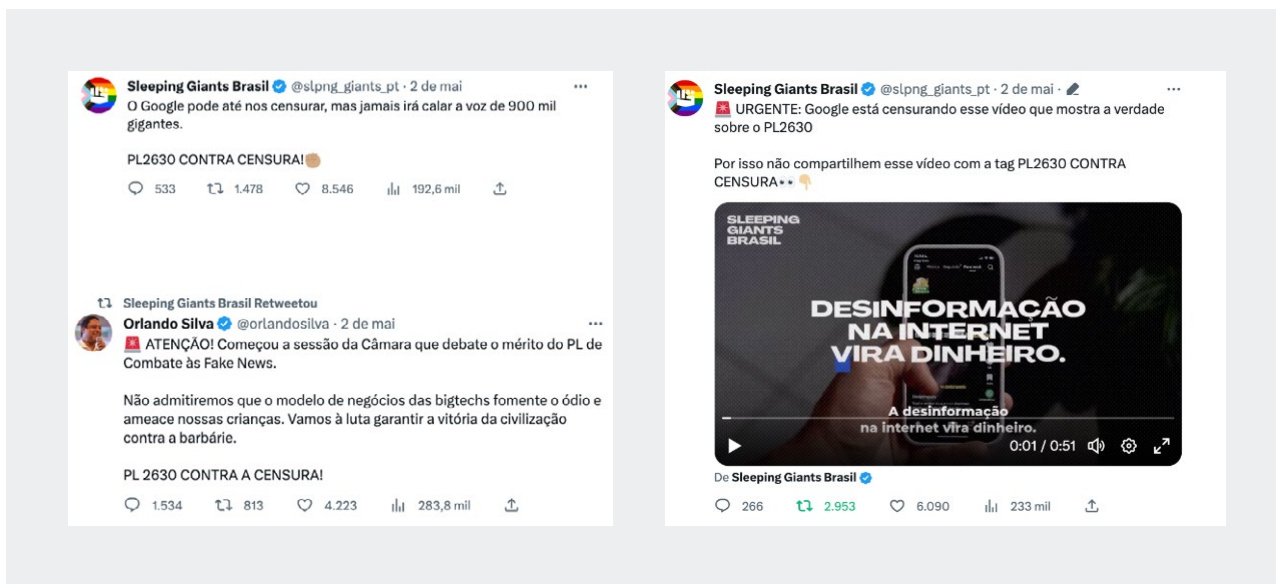 Sleeping Giants Brasil @slpng_giants_pt · 2 de mai
O Google pode até nos censurar, mas jamais irá calar a voz de 900 mil
gigantes.
PL2630 CONTRA CENSURA!✊🏽
533 1.478 8.546 192,6 mil
Sleeping Giants Brasil Retweetou
Orlando Silva @orlandosilva · 2 de mai
🚨 ATENÇÃO! Começou a sessão da Câmara que debate o mérito do PL de
Combate às Fake News.
Não admitiremos que o modelo de negócios das bigtechs fomente o ódio e
ameace nossas crianças. Vamos à luta garantir a vitória da civilização
contra a barbárie.
PL 2630 CONTRA A CENSURA!
1.534 813 4.223 283,8 mil
Sleeping Giants Brasil @slpng_giants_pt · 2 de mai ·
🚨 URGENTE: Google está censurando esse vídeo que mostra a verdade
sobre o PL2630
Por isso não compartilhem esse vídeo com a tag PL2630 CONTRA
CENSURA👀 👇🏼
SLEEPING
GIANTS
BRASIL
DESINFORMAÇÃO
NA INTERNET
VIRA DINHEIRO.
A desinformação
na internet vira dinheiro.
0:01 / 0:51
De Sleeping Giants Brasil
266 2.953 6.090 233 mil